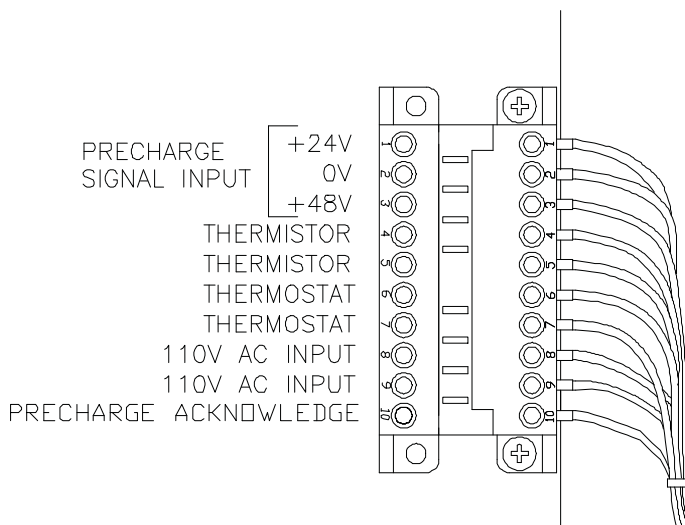 PRECHARGE
SIGNAL INPUT
+24V
0V
+48V
THERMISTOR
THERMISTOR
THERMOSTAT
THERMOSTAT
110V AC INPUT
110V AC INPUT
PRECHARGE ACKNOWLEDGE
1
2
3
4
5
6
7
8
9
10
1
2
3
4
5
6
7
8
9
10